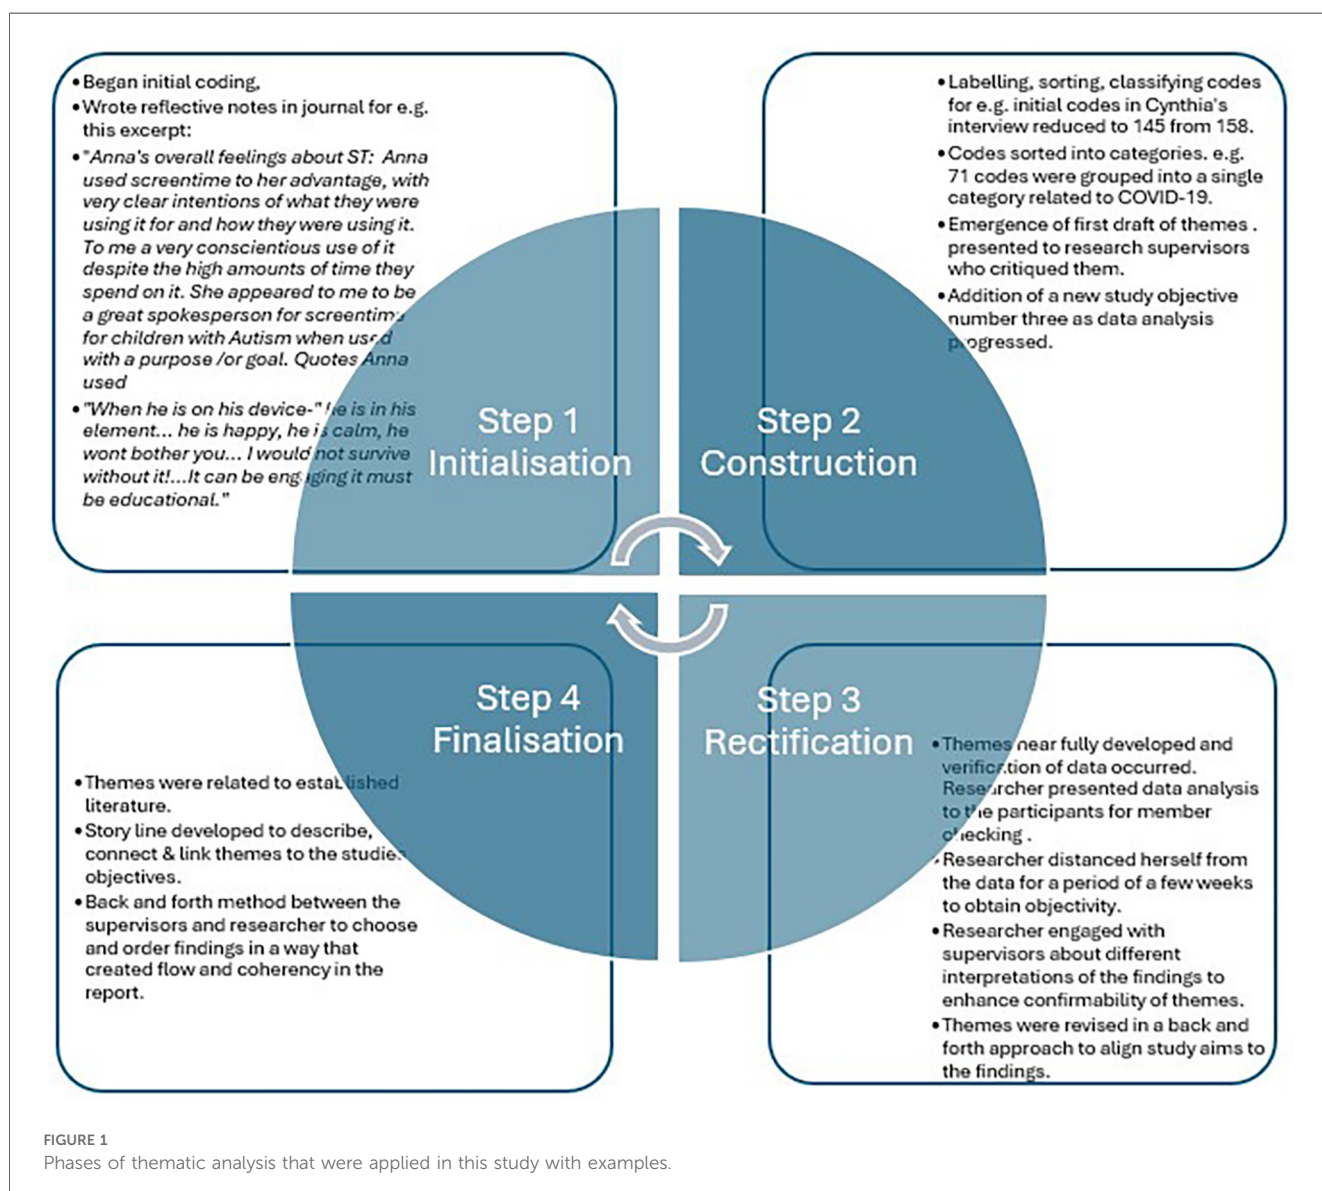 •Began initial coding,
•Wrote reflective notes in journal for e.g.
this excerpt:
•"Anna's overall feelings about ST: Anna
used screentime to her advantage, with
very clear intentions of what they were
using it for and how they were using it.
To me a very conscientious use of it
despite the high amounts of time they
spend on it. She appeared to me to be
a great spokesperson for screentime
for children with Autism when used
with a purpose /or goal. Quotes Anna
used
•"When he is on his device-" he is in his
element... he is happy, he is calm, he
wont bother you... I would not survive
without it!...It can be engaging it must
be educational."
Step 1
Initialisation
•Labelling, sorting, classifying codes
for e.g. initial codes in Cynthia's
interview reduced to 145 from 158.
•Codes sorted into categories. e.g.
71 codes were grouped into a single
category related to COVID-19.
•Emergence of first draft of themes .
presented to research supervisors
who critiqued them.
•Addition of a new study objective
number three as data analysis
progressed.
Step 2
Construction
Step 3
Rectification
•Themes near fully developed and
verification of data occurred.
Researcher presented data analysis
to the participants for member
checking .
•Researcher distanced herself from
the data for a period of a few weeks
to obtain objectivity.
•Researcher engaged with
supervisors about different
interpretations of the findings to
enhance confirmability of themes.
•Themes were revised in a back and
forth approach to align study aims to
the findings.
Step 4
Finalisation
•Themes were related to established
literature.
•Story line developed to describe,
connect & link themes to the studies
objectives.
•Back and forth method between the
supervisors and researcher to choose
and order findings in a way that
created flow and coherency in the
report.
FIGURE 1
Phases of thematic analysis that were applied in this study with examples.